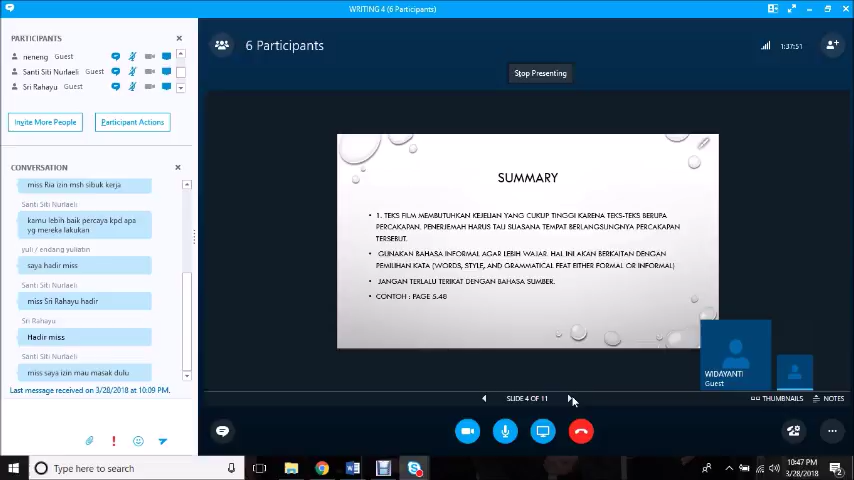 WRITING 4 (6 Participants)
PARTICIPANTS
neneng Guest
Santi Siti Nurlaeli Guest
Sri Rahayu Guest
Invite More People
Participant Actions
CONVERSATION
miss Ria izin msh sibuk kerja
Santi Siti Nurlaeli
kamu lebih baik percaya kpd apa
yg mereka lakukan
yuli / endang yuliatin
saya hadir miss
Santi Siti Nurlaeli
miss Sri Rahayu hadir
Sri Rahayu
Hadir miss
Santi Siti Nurlaeli
miss saya izin mau masak dulu
Last message received on 3/28/2018 at 10:09 PM.
6 Participants
1:37:51
Stop Presenting
SUMMARY
• 1. TEKS FILM MEMBUTUHKAN KEJELIAN YANG CUKUP TINGGI KARENA TEKS-TEKS BERUPA
PERCAKAPAN, PENERJEMAH HARUS TAU SUASANA TEMPAT BERLANGSUNGNYA PERCAKAPAN
TERSEBUT.
• GUNAKAN BAHASA INFORMAL AGAR LEBIH WAJAR. HAL INI AKAN BERKAITAN DENGAN
PEMILIHAN KATA (WORDS, STYLE, AND GRAMMATICAL FEAT EITHER FORMAL OR INFORMAL)
• JANGAN TERLALU TERIKAT DENGAN BAHASA SUMBER.
• CONTOH : PAGE 5.48
WIDAYANTI
Guest
SLIDE 4 OF 11
THUMBNAILS
NOTES
Type here to search
10:47 PM
3/28/2018
2